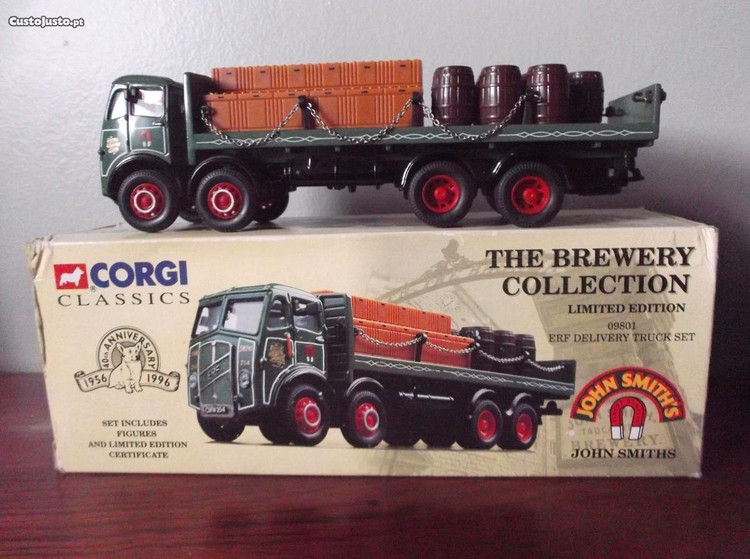 CustoJusto.pt
CORGI
CLASSICS
40th ANNIVERSARY
1956 1996
SET INCLUDES
FIGURES
AND LIMITED EDITION
CERTIFICATE
THE BREWERY
COLLECTION
LIMITED EDITION
09801
ERF DELIVERY TRUCK SET
JOHN SMITH'S
BREWERY.
JOHN SMITHS